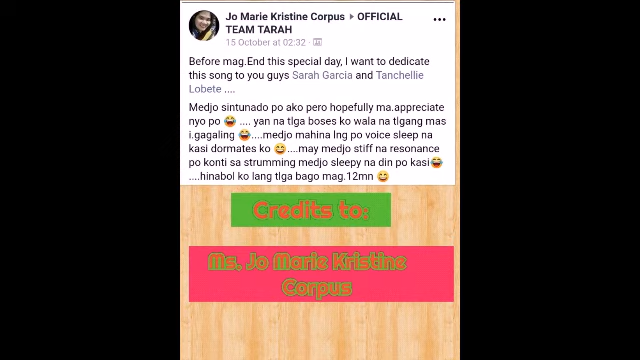 Jo Marie Kristine Corpus ▸ OFFICIAL
TEAM TARAH
15 October at 02:32
Before mag.End this special day, I want to dedicate
this song to you guys Sarah Garcia and Tanchellie
Lobete ....
Medjo sintunado po ako pero hopefully ma.appreciate
nyo po 😂 .... yan na tlga boses ko wala na tlgang mas
i.gagaling 😂....medjo mahina lng po voice sleep na
kasi dormates ko 😄....may medjo stiff na resonance
po konti sa strumming medjo sleepy na din po kasi😂
....hinabol ko lang tlga bago mag.12mn 😄
Credits to:
Ms. Jo Marie Kristine
Corpus